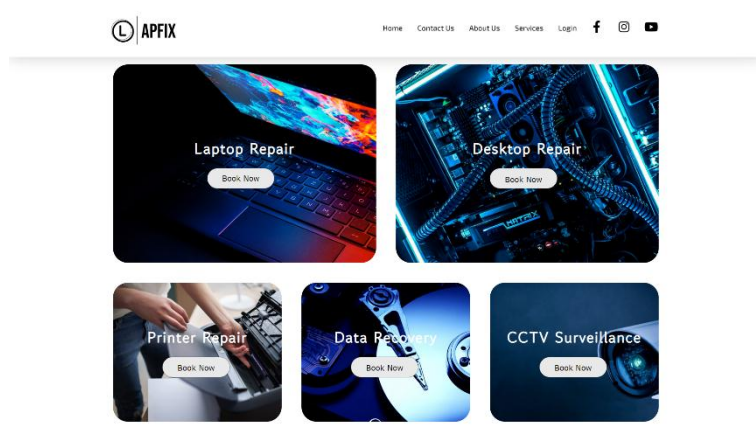 L APFIX
Home Contact Us About Us Services Login
Laptop Repair
Book Now
Desktop Repair
Book Now
Printer Repair
Book Now
Data Recovery
Book Now
CCTV Surveillance
Book Now